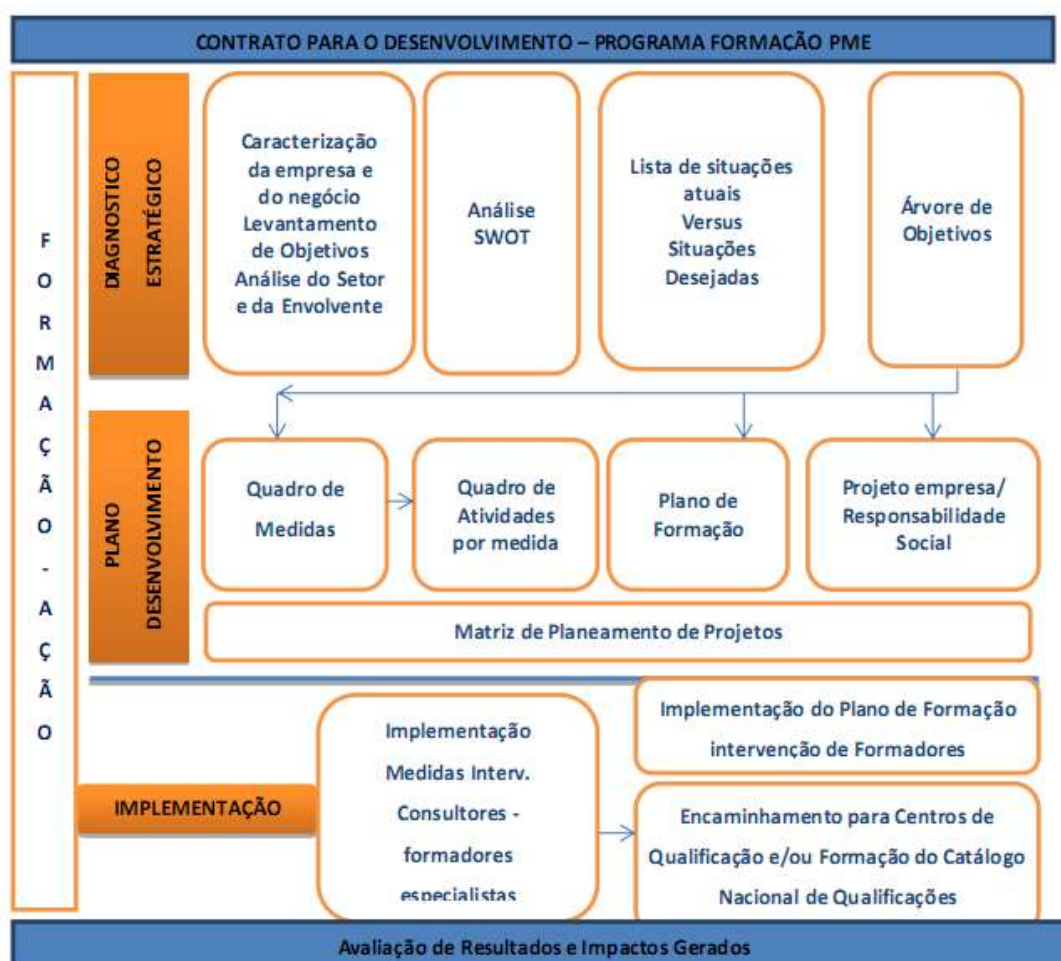 CONTRATO PARA O DESENVOLVIMENTO – PROGRAMA FORMAÇÃO PME
F
O
R
M
A
Ç
Ã
O
-
A
Ç
Ã
O
DIAGNOSTICO
ESTRATÉGICO
Caracterização
da empresa e
do negócio
Levantamento
de Objetivos
Análise do Setor
e da Envolvente
Análise
SWOT
Lista de situações
atuais
Versus
Situações
Desejadas
Árvore de
Objetivos
PLANO
DESENVOLVIMENTO
Quadro de
Medidas
Quadro de
Atividades
por medida
Plano de
Formação
Projeto empresa/
Responsabilidade
Social
Matriz de Planeamento de Projetos
IMPLEMENTAÇÃO
Implementação
Medidas Interv.
Consultores -
formadores
especialistas
Implementação do Plano de Formação
intervenção de Formadores
Encaminhamento para Centros de
Qualificação e/ou Formação do Catálogo
Nacional de Qualificações
Avaliação de Resultados e Impactos Gerados